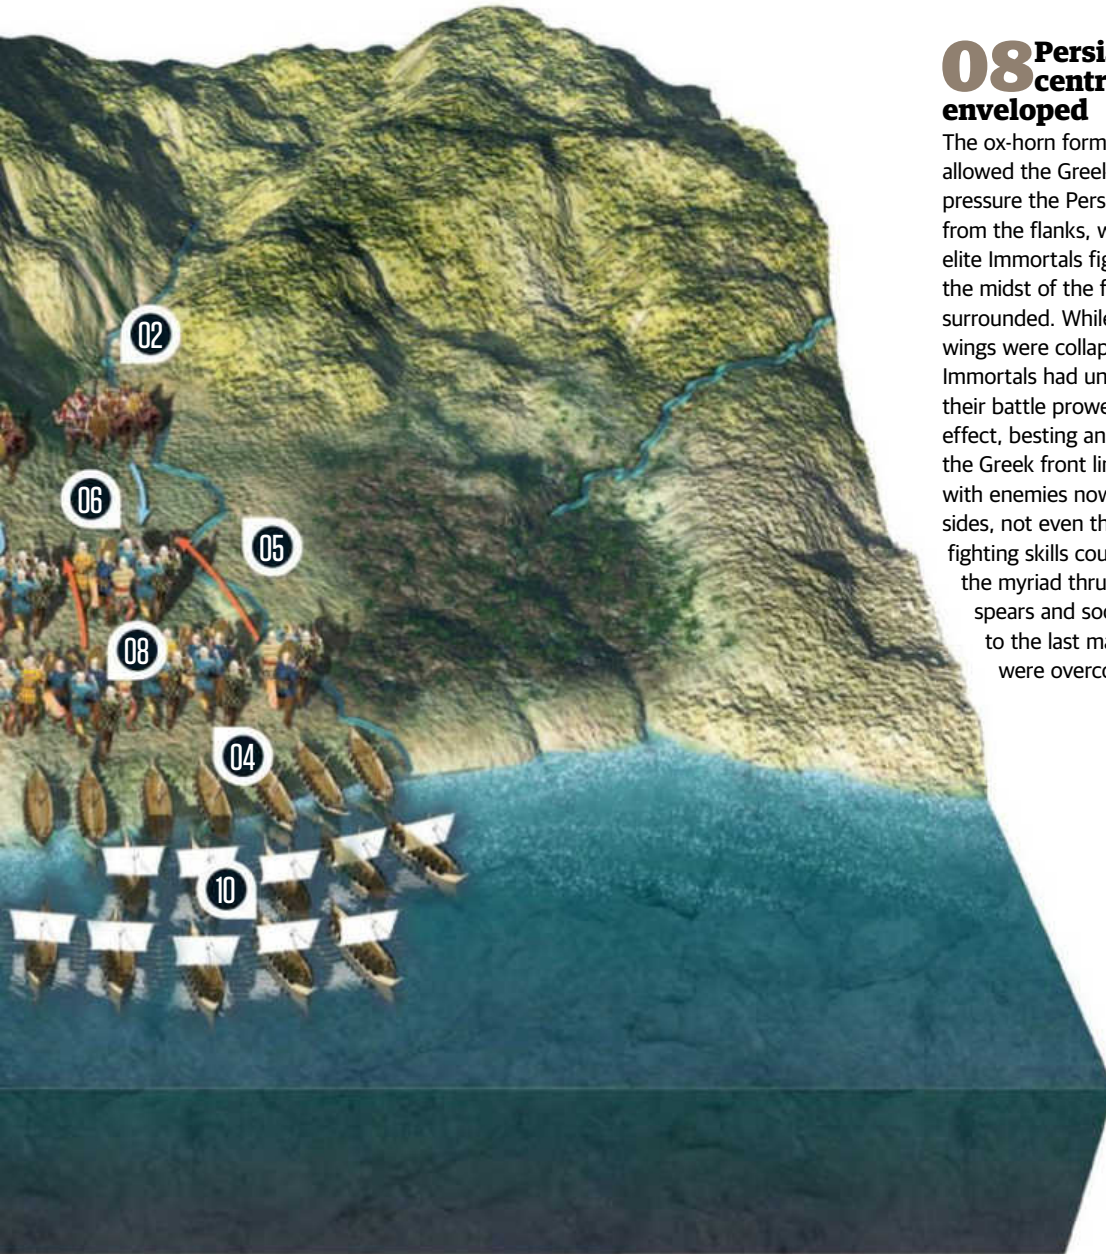 02
06
05
08
04
10
08 Persi
centr
enveloped
The ox-horn form
allowed the Greek
pressure the Pers
from the flanks, w
elite Immortals fig
the midst of the f
surrounded. While
wings were collap
Immortals had un
their battle prowe
effect, besting an
the Greek front lin
with enemies now
sides, not even th
fighting skills cou
the myriad thru
spears and soo
to the last ma
were overco